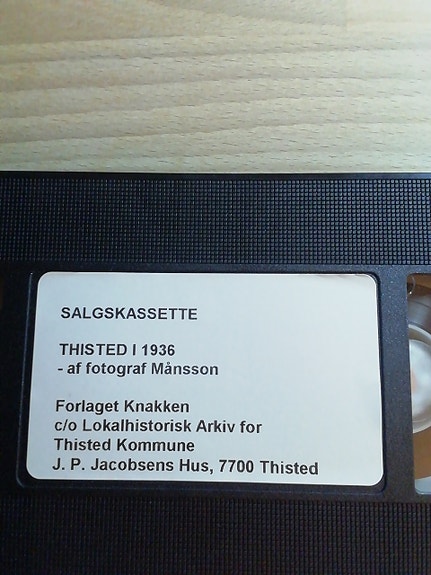 SALGSKASSETTE
THISTED I 1936
- af fotograf Månsson
Forlaget Knakken
c/o Lokalhistorisk Arkiv for
Thisted Kommune
J. P. Jacobsens Hus, 7700 Thisted